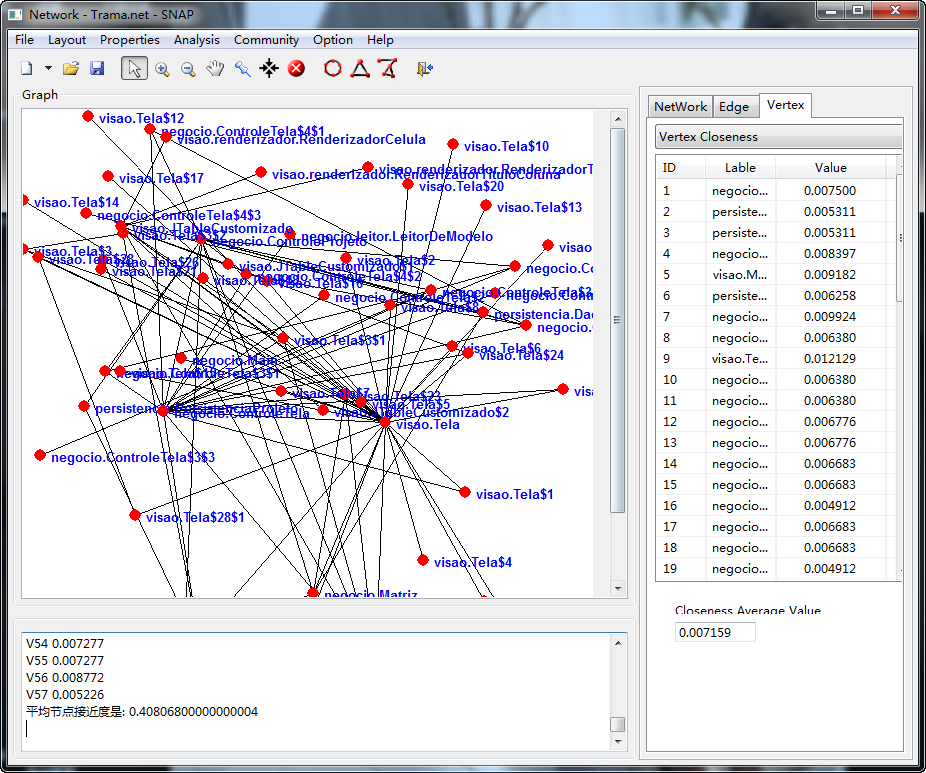 Network - Trama.net - SNAP
File Layout Properties Analysis Community Option Help
Graph
visao.Tela$12
negocio.ControleTela$4$1
visao.renderizador.RenderizadorCelula
visao.Tela$10
visao.renderizador.RenderizadorT
visao.renderizador.RenderizadorTituloColuna
visao.Tela$17
visao.Tela$20
visao.Tela$14
visao.Tela$13
negocio.ControleTela$4$3
visao.JTableCustomizado
negocio.leitor.LeitorDeModelo
negocio.ControleProjeto
visao
visao.Tela$3
visao.Tela$2
visao.JTableCustomizado$1
negocio.Co
negocio.ControleTela$4$2
visao.Tela$21
visao.Tela$16
negocio.ControleTela$3
visao.Tela$8
persistencia.Dao
negocio.C
visao.Tela$3$1
visao.Tela$6
visao.Tela$24
negocio.Main
visao.Tela$7
visao.Tela$23
visa
visao.Tela$5
negocio.ControleTela
visao.JTableCustomizado$2
visao.Tela
negocio.ControleTela$3$3
visao.Tela$1
visao.Tela$28$1
visao.Tela$4
negocio.Matriz
V54 0.007277
V55 0.007277
V56 0.008772
V57 0.005226
平均节点接近度是: 0.40806800000000004
NetWork Edge Vertex
Vertex Closeness
ID Lable Value
1 negocio... 0.007500
2 persiste... 0.005311
3 persiste... 0.005311
4 negocio... 0.008397
5 visao.M... 0.009182
6 persiste... 0.006258
7 negocio... 0.009924
8 negocio... 0.006380
9 visao.Te... 0.012129
10 negocio... 0.006380
11 negocio... 0.006380
12 negocio... 0.006776
13 negocio... 0.006776
14 negocio... 0.006683
15 negocio... 0.006683
16 negocio... 0.004912
17 negocio... 0.006683
18 negocio... 0.006683
19 negocio... 0.004912
Closeness Average Value
0.007159